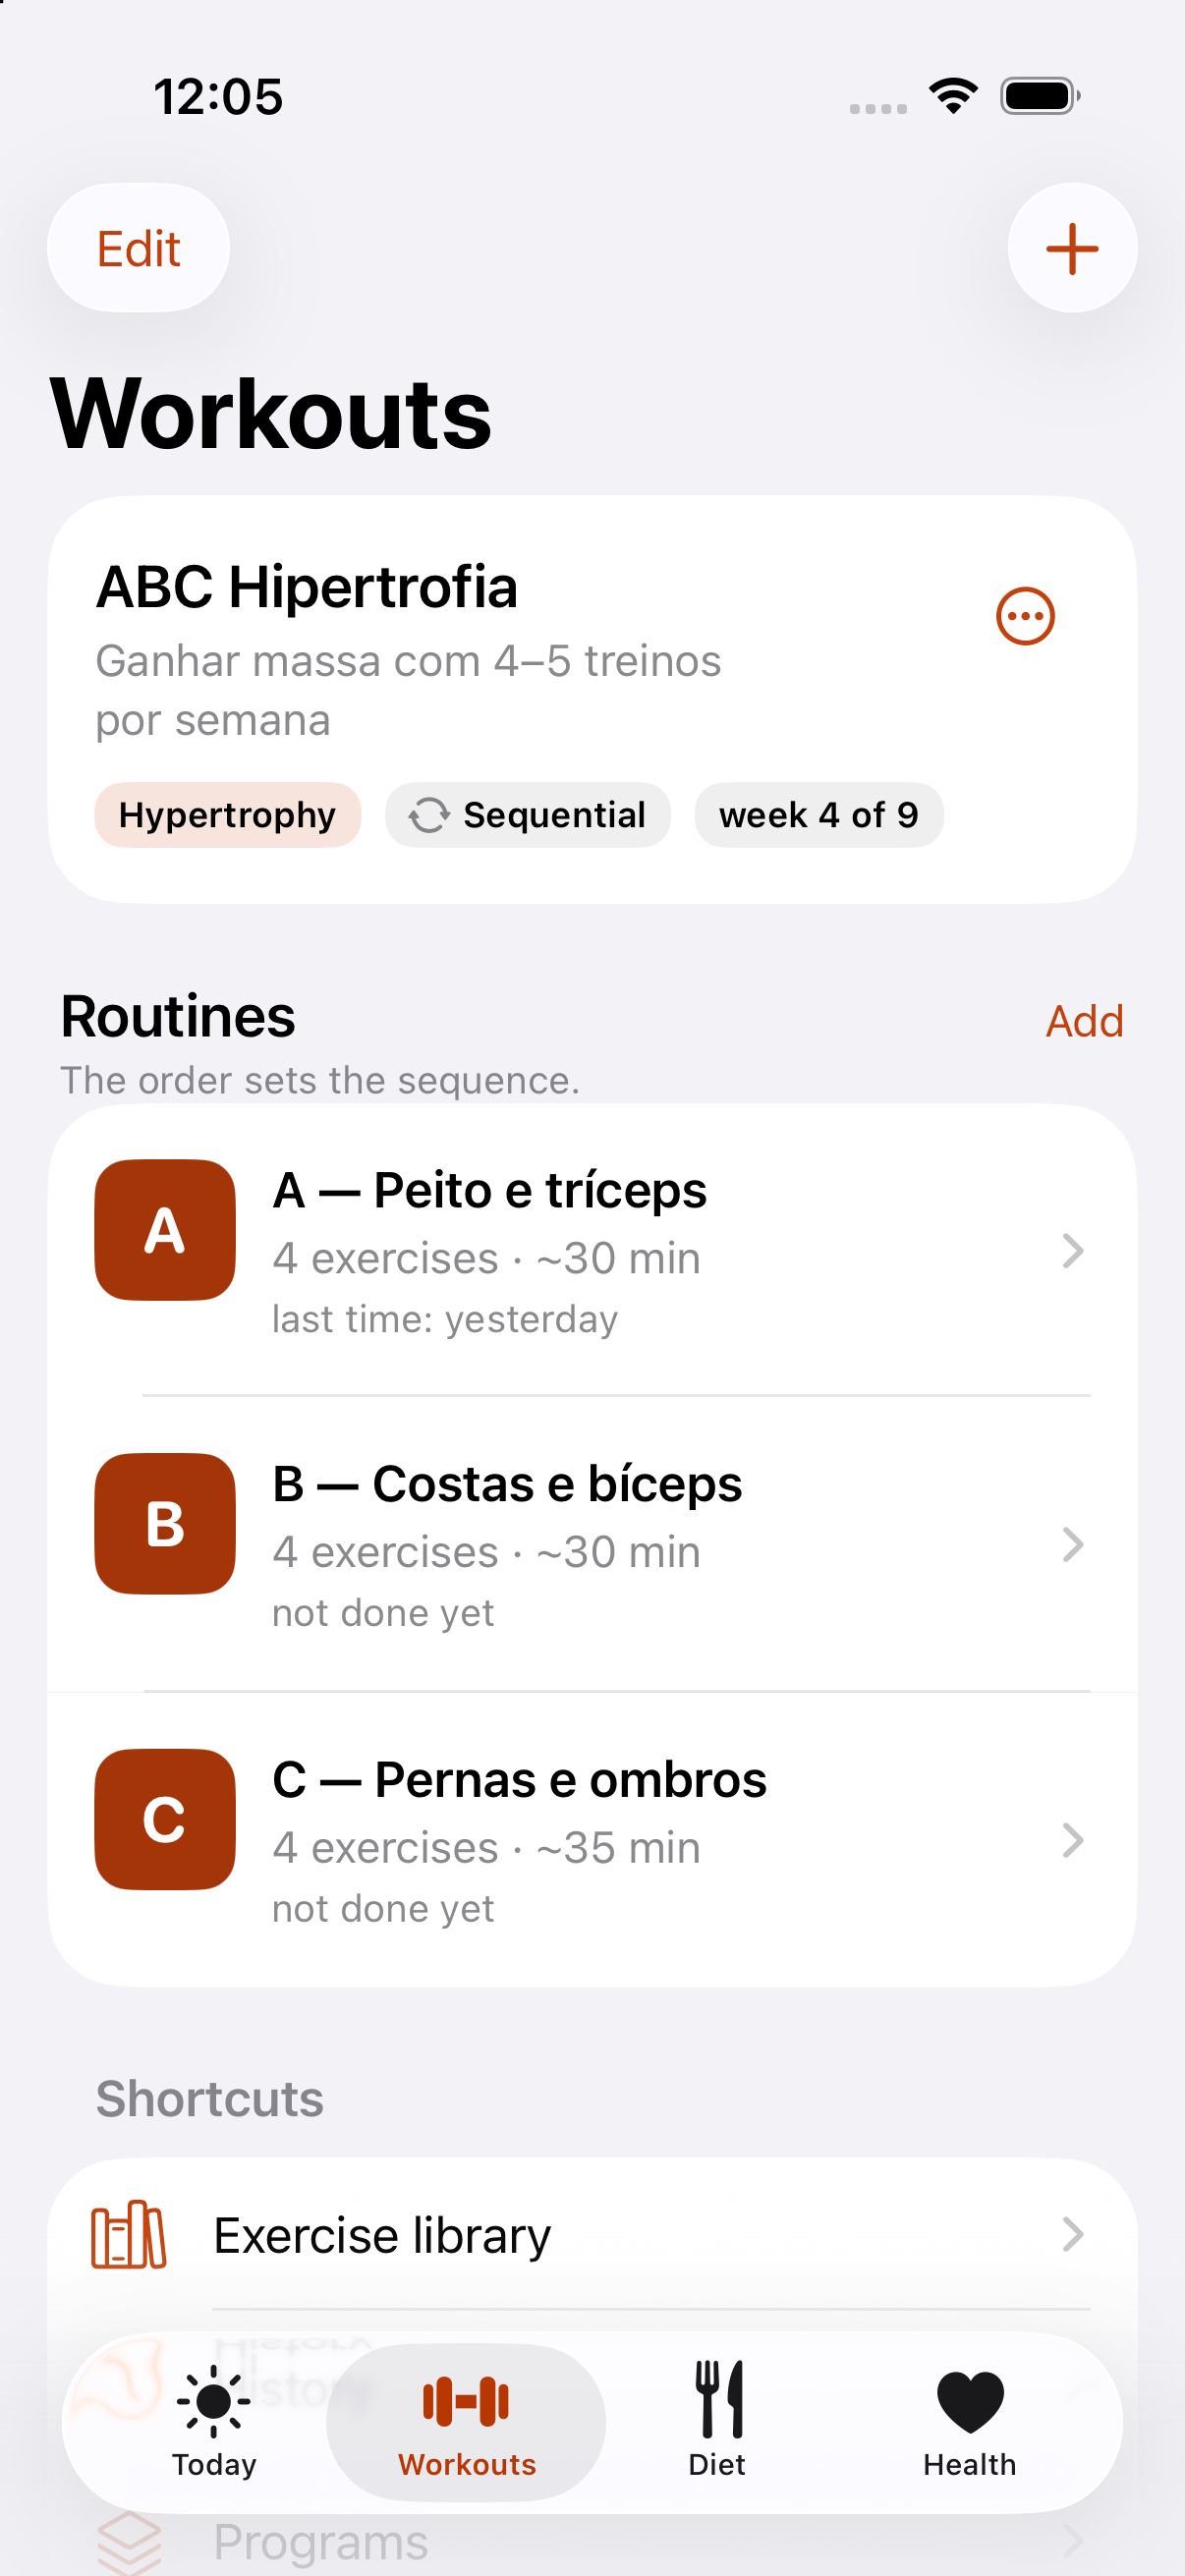 12:05
Edit
Workouts
ABC Hipertrofia
Ganhar massa com 4–5 treinos
por semana
Hypertrophy
Sequential
week 4 of 9
Routines
Add
The order sets the sequence.
A
A — Peito e tríceps
4 exercises · ~30 min
last time: yesterday
B
B — Costas e bíceps
4 exercises · ~30 min
not done yet
C
C — Pernas e ombros
4 exercises · ~35 min
not done yet
Shortcuts
Exercise library
History
Today
Workouts
Diet
Health
Programs